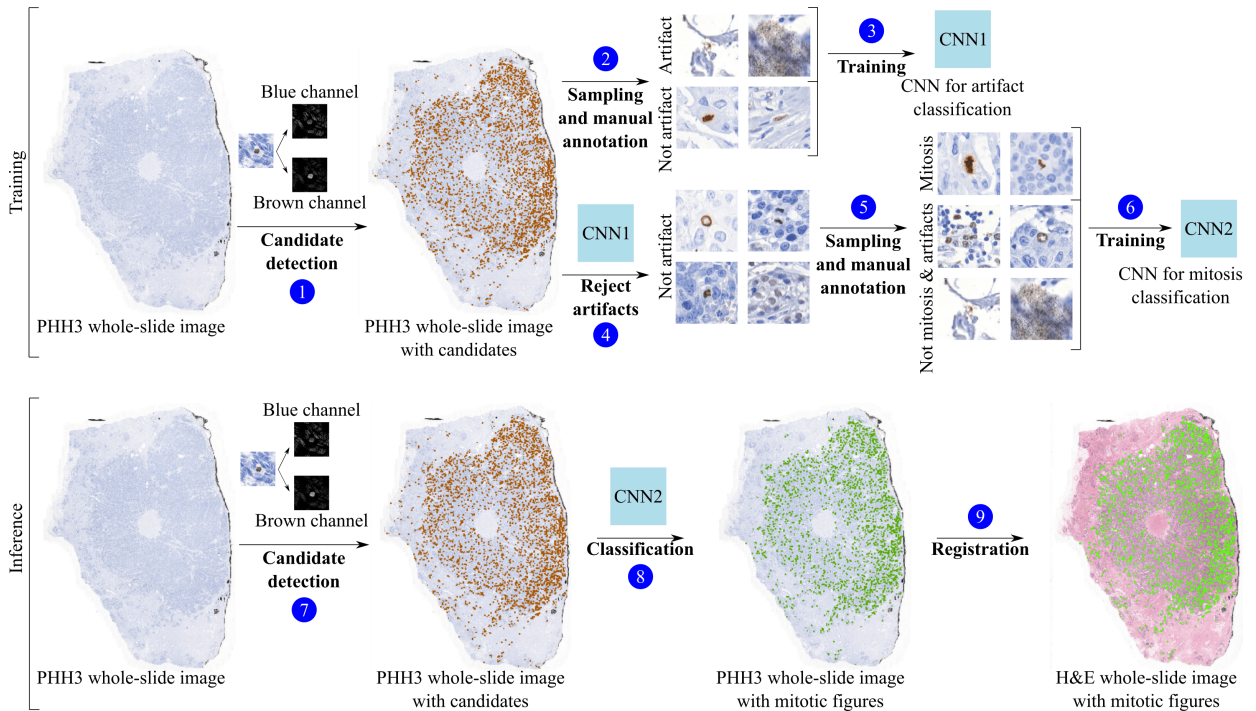 Training
PHH3 whole-slide image
Blue channel
Brown channel
Candidate
detection
1
PHH3 whole-slide image
with candidates
2
Sampling
and manual
annotation
Artifact
Not artifact
3
Training
CNN1
CNN for artifact
classification
CNN1
Reject
artifacts
4
Not artifact
5
Sampling
and manual
annotation
Mitosis
Not mitosis & artifacts
6
Training
CNN2
CNN for mitosis
classification
Inference
PHH3 whole-slide image
Blue channel
Brown channel
Candidate
detection
7
PHH3 whole-slide image
with candidates
CNN2
Classification
8
PHH3 whole-slide image
with mitotic figures
9
Registration
H&E whole-slide image
with mitotic figures